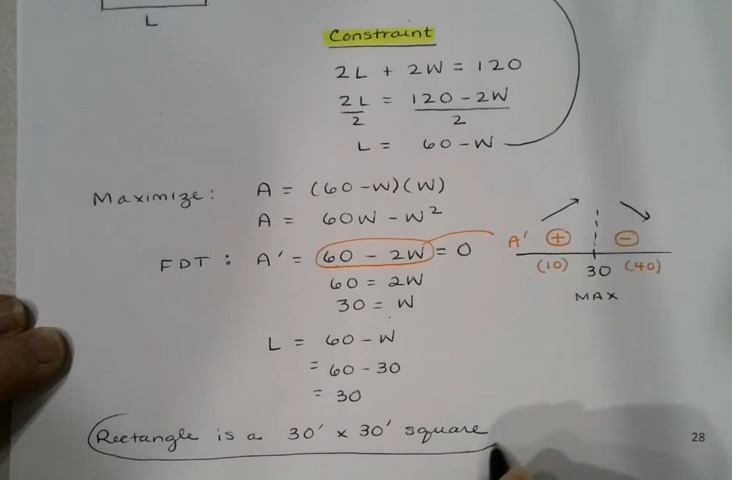 L
Constraint
2L + 2W = 120
2L/2 = 120 - 2W/2
L = 60 - W
Maximize: A = (60 - W)(W)
A = 60W - W²
FDT: A' = 60 - 2W = 0
60 = 2W
30 = W
A' + -
(10) 30 (40)
MAX
L = 60 - W
= 60 - 30
= 30
Rectangle is a 30' x 30' square
28